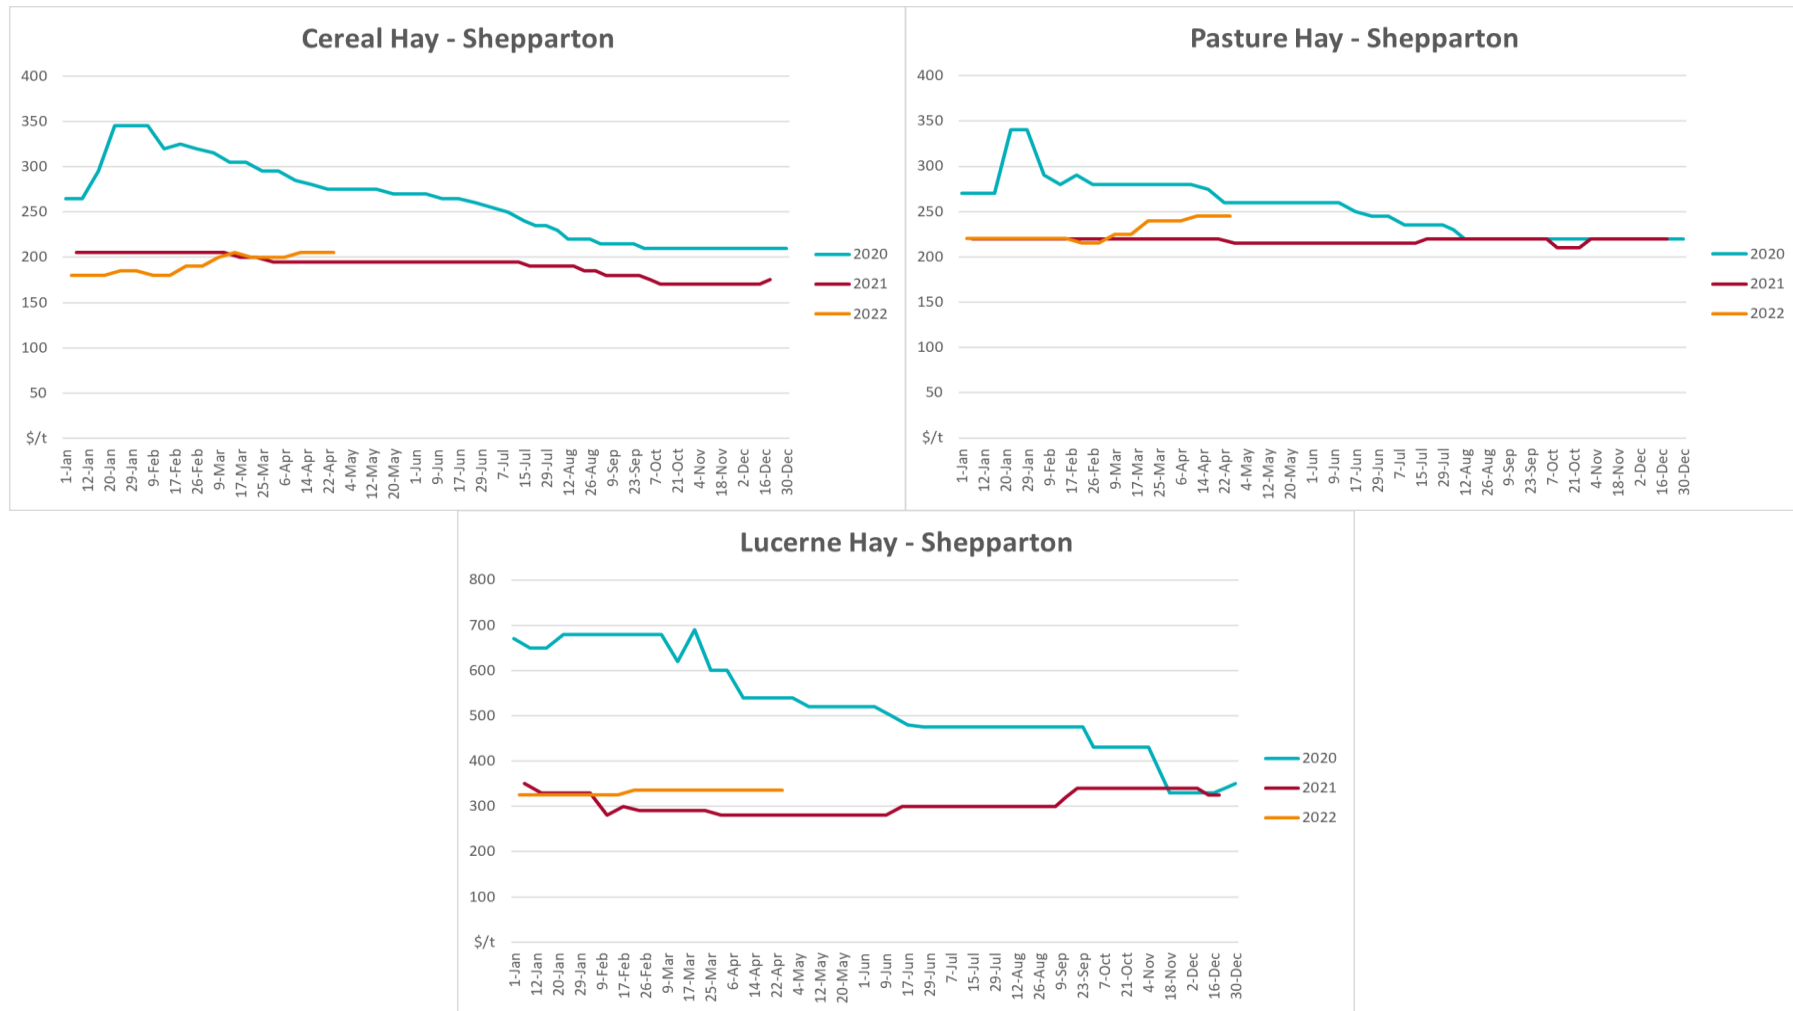 Cereal Hay - Shepparton
400
350
300
250
200
150
100
50
$/t
1-Jan
12-Jan
20-Jan
29-Jan
9-Feb
17-Feb
26-Feb
9-Mar
17-Mar
25-Mar
6-Apr
14-Apr
22-Apr
4-May
12-May
20-May
1-Jun
9-Jun
17-Jun
29-Jun
7-Jul
15-Jul
29-Jul
12-Aug
26-Aug
9-Sep
23-Sep
7-Oct
21-Oct
4-Nov
18-Nov
2-Dec
16-Dec
30-Dec
2020
2021
2022
Pasture Hay - Shepparton
400
350
300
250
200
150
100
50
$/t
1-Jan
12-Jan
20-Jan
29-Jan
9-Feb
17-Feb
26-Feb
9-Mar
17-Mar
25-Mar
6-Apr
14-Apr
22-Apr
4-May
12-May
20-May
1-Jun
9-Jun
17-Jun
29-Jun
7-Jul
15-Jul
29-Jul
12-Aug
26-Aug
9-Sep
23-Sep
7-Oct
21-Oct
4-Nov
18-Nov
2-Dec
16-Dec
30-Dec
2020
2021
2022
Lucerne Hay - Shepparton
800
700
600
500
400
300
200
100
$/t
1-Jan
12-Jan
20-Jan
29-Jan
9-Feb
17-Feb
26-Feb
9-Mar
17-Mar
25-Mar
6-Apr
14-Apr
22-Apr
4-May
12-May
20-May
1-Jun
9-Jun
17-Jun
29-Jun
7-Jul
15-Jul
29-Jul
12-Aug
26-Aug
9-Sep
23-Sep
7-Oct
21-Oct
4-Nov
18-Nov
2-Dec
16-Dec
30-Dec
2020
2021
2022